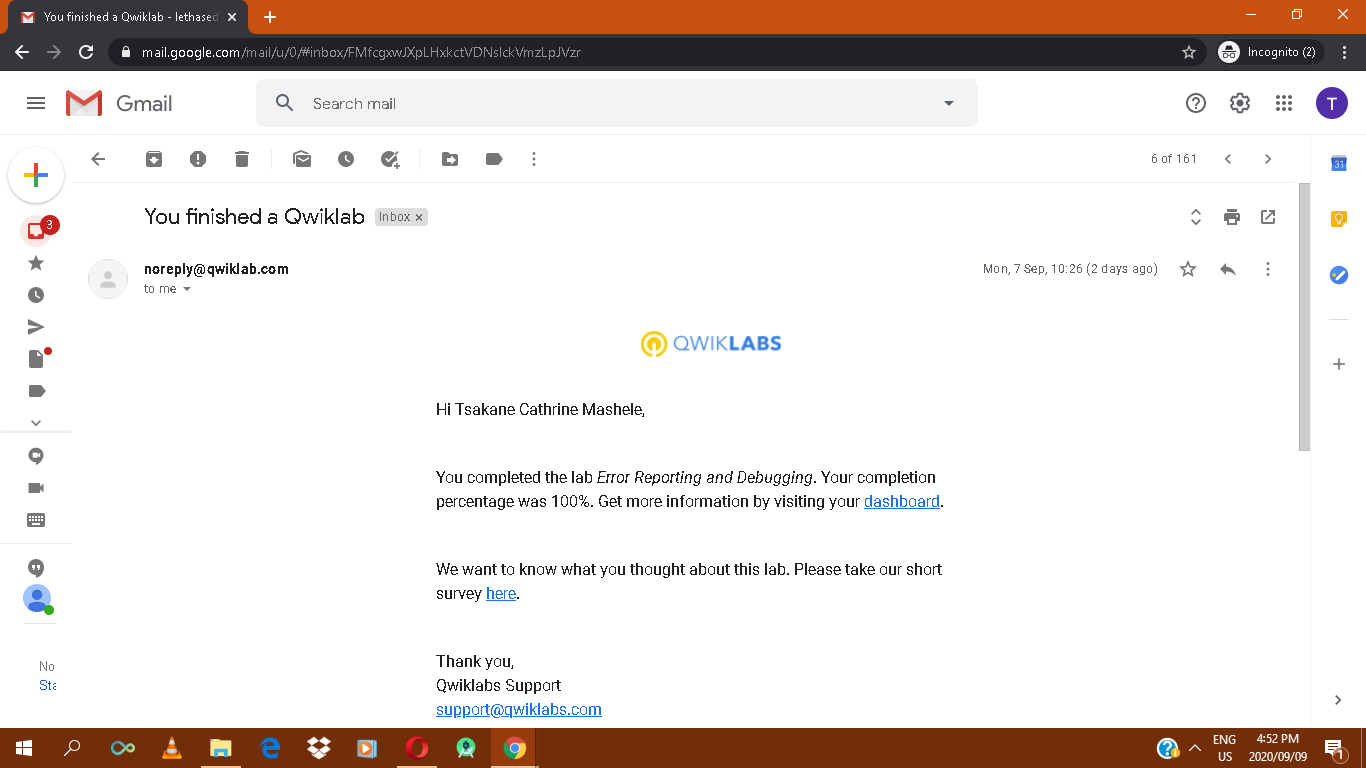 You finished a Qwiklab - lethased
mail.google.com/mail/u/0/#inbox/FMfcgxwJXpLHxkctVDNslckVmzLpJVzr
Incognito (2)
Gmail
Search mail
T
6 of 161
31
You finished a Qwiklab
Inbox ×
3
noreply@qwiklab.com
Mon, 7 Sep, 10:26 (2 days ago)
to me
QWIKLABS
Hi Tsakane Cathrine Mashele,
You completed the lab Error Reporting and Debugging. Your completion
percentage was 100%. Get more information by visiting your dashboard.
We want to know what you thought about this lab. Please take our short
survey here.
No
Sta
Thank you,
Qwiklabs Support
support@qwiklabs.com
ENG
US
4:52 PM
2020/09/09
1